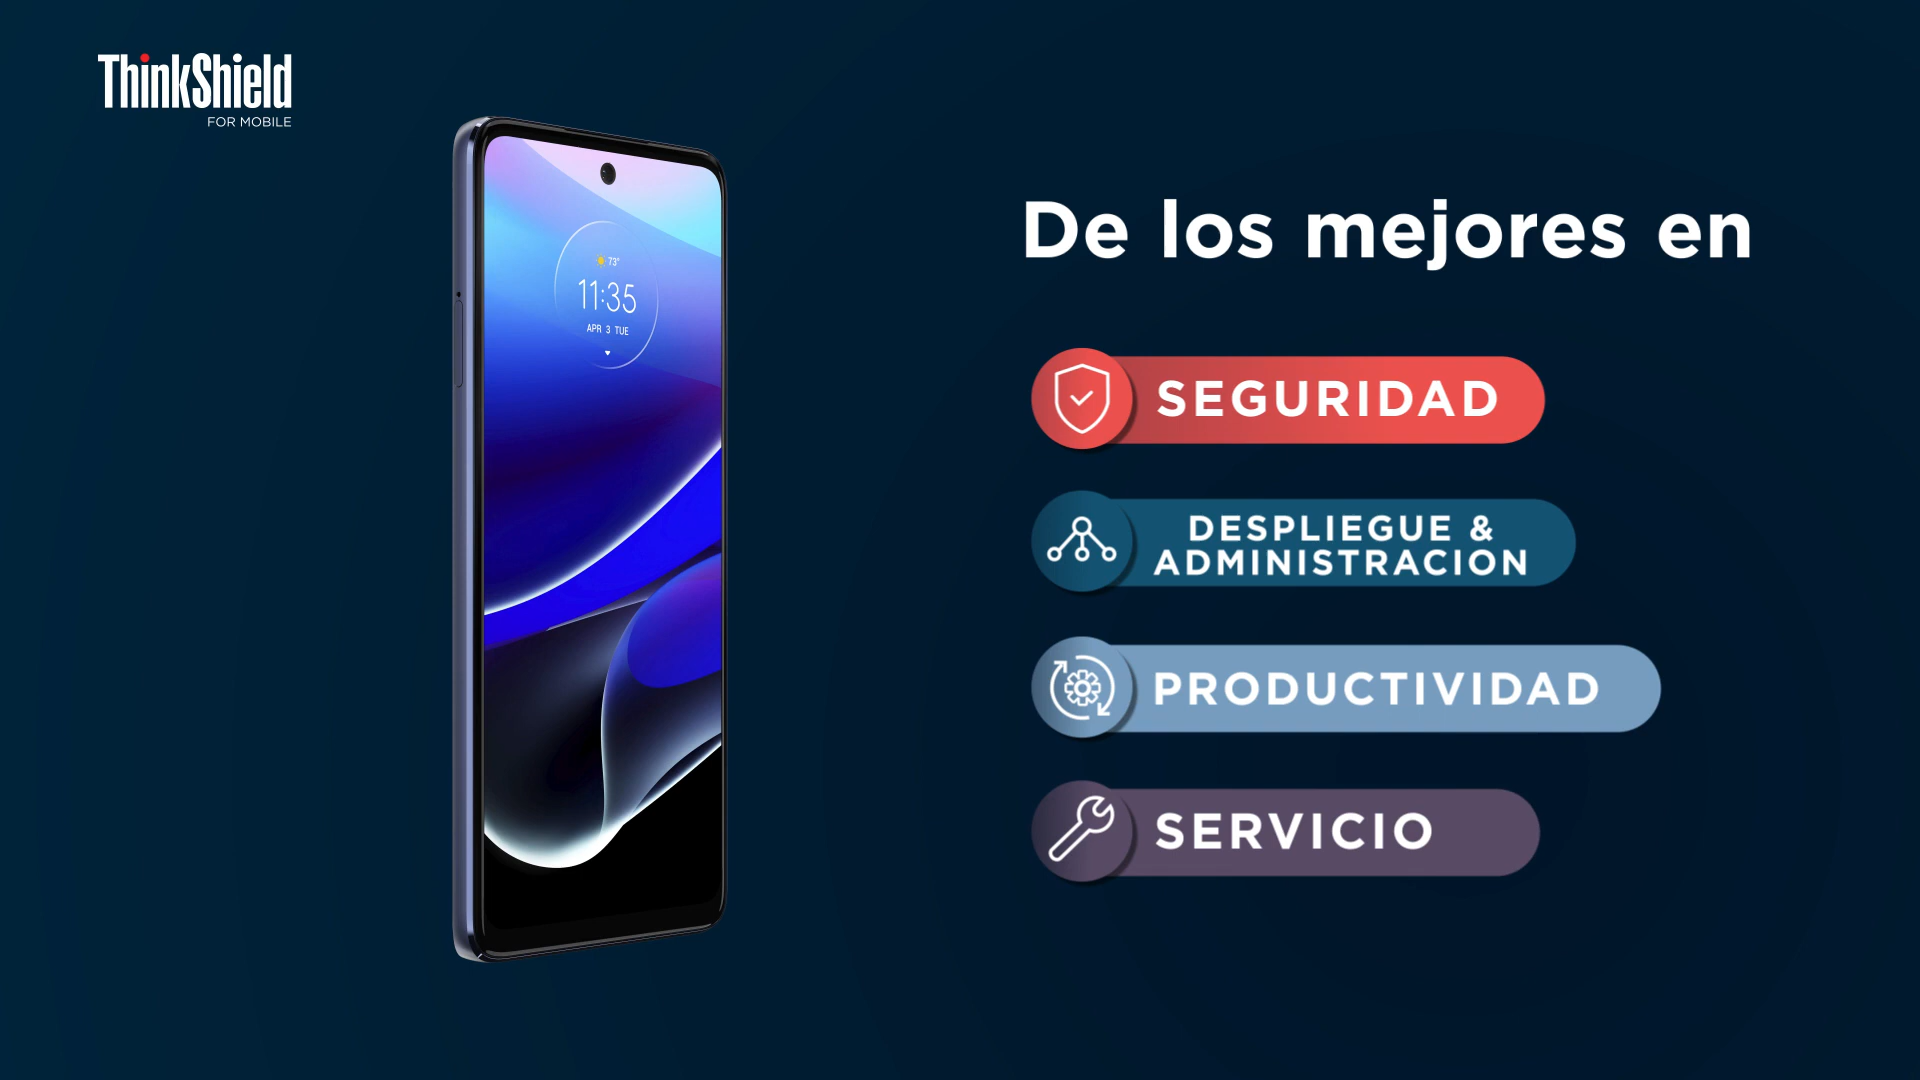 ThinkShield
FOR MOBILE
73°
11:35
APR 3 TUE
De los mejores en
SEGURIDAD
DESPLIEGUE &
ADMINISTRACION
PRODUCTIVIDAD
SERVICIO